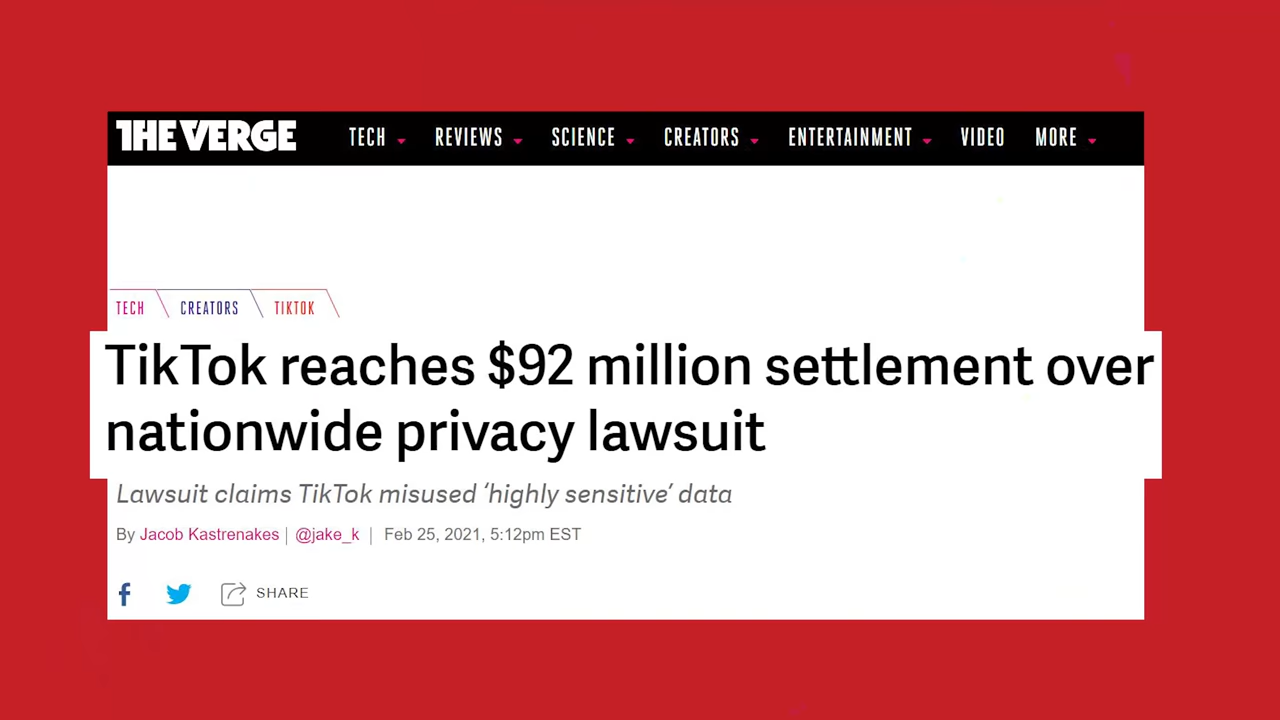 THE VERGE TECH REVIEWS SCIENCE CREATORS ENTERTAINMENT VIDEO MORE
TECH CREATORS TIKTOK
TikTok reaches $92 million settlement over
nationwide privacy lawsuit
Lawsuit claims TikTok misused ‘highly sensitive’ data
By Jacob Kastrenakes | @jake_k | Feb 25, 2021, 5:12pm EST
SHARE